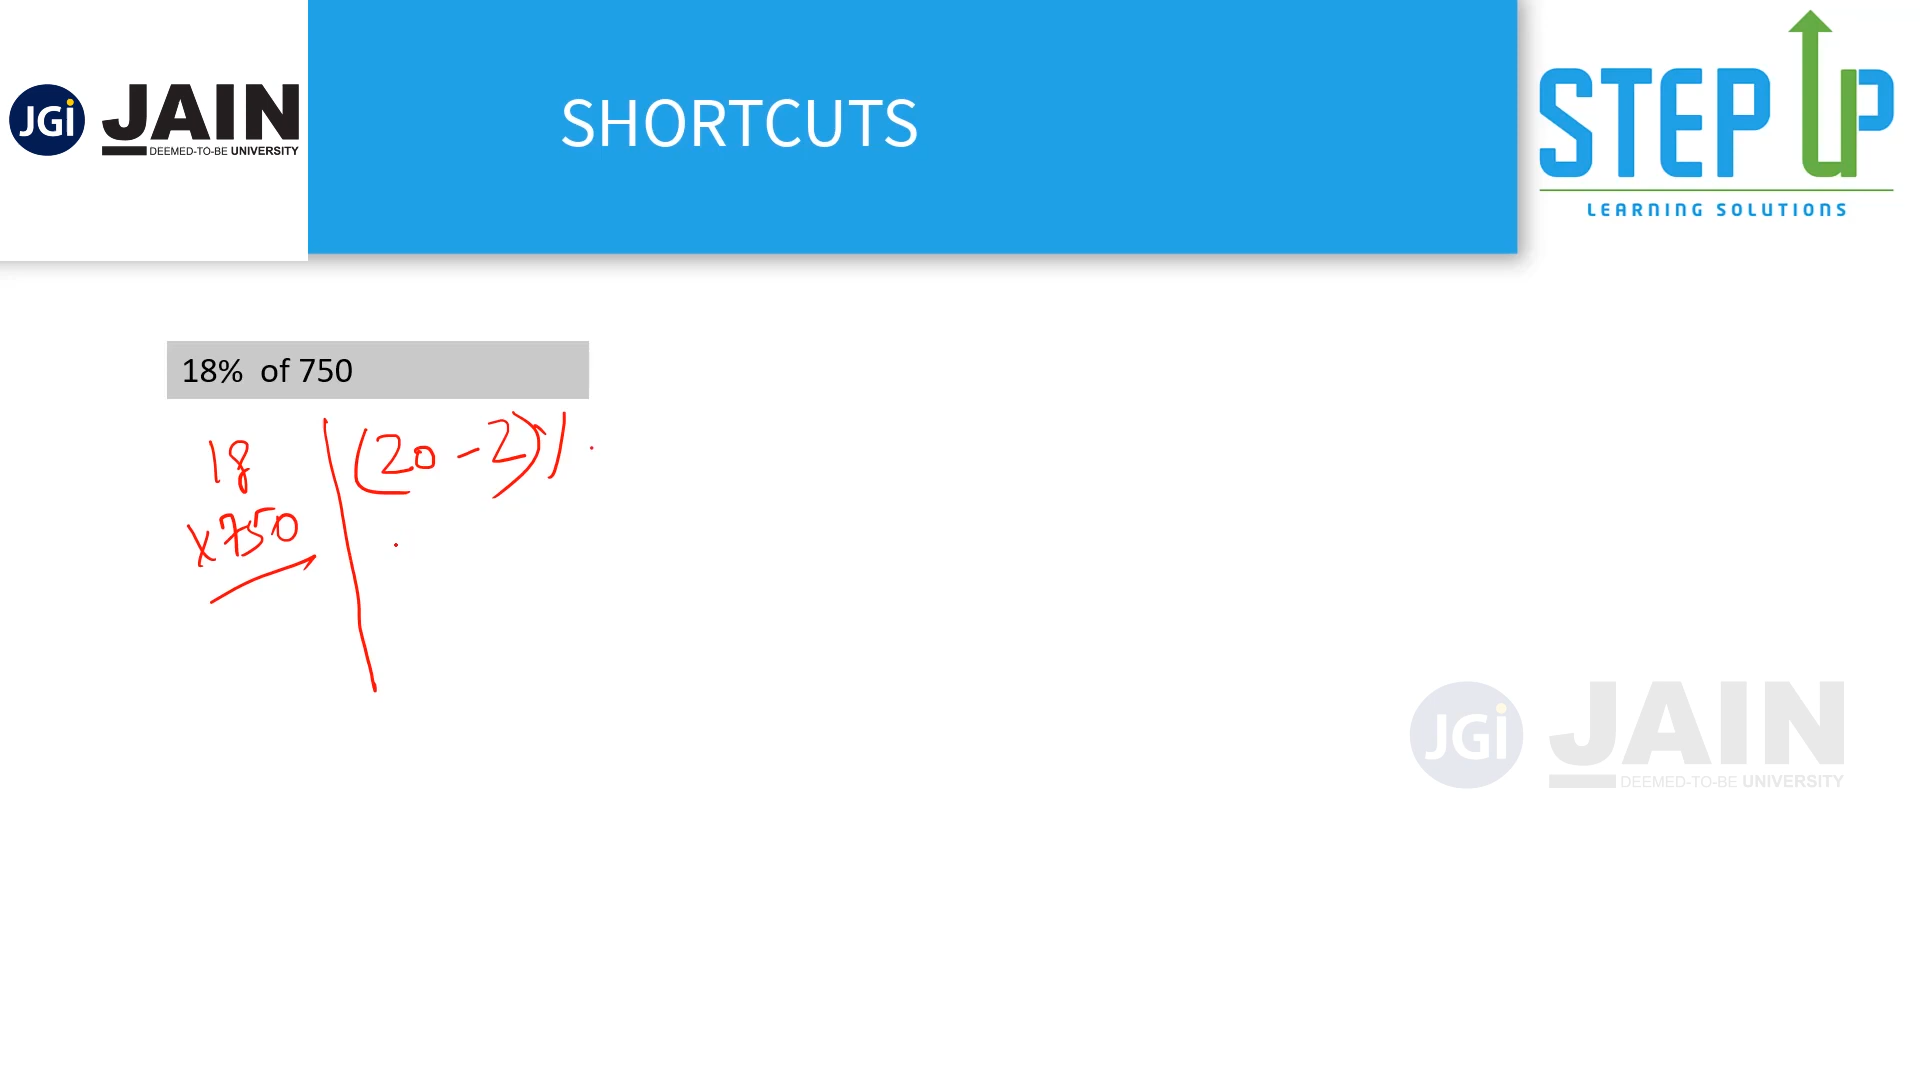 JGi JAIN
DEEMED-TO-BE UNIVERSITY
SHORTCUTS
STEP UP
LEARNING SOLUTIONS
18% of 750
18
x750
(20-2)%
JGi JAIN
DEEMED-TO-BE UNIVERSITY